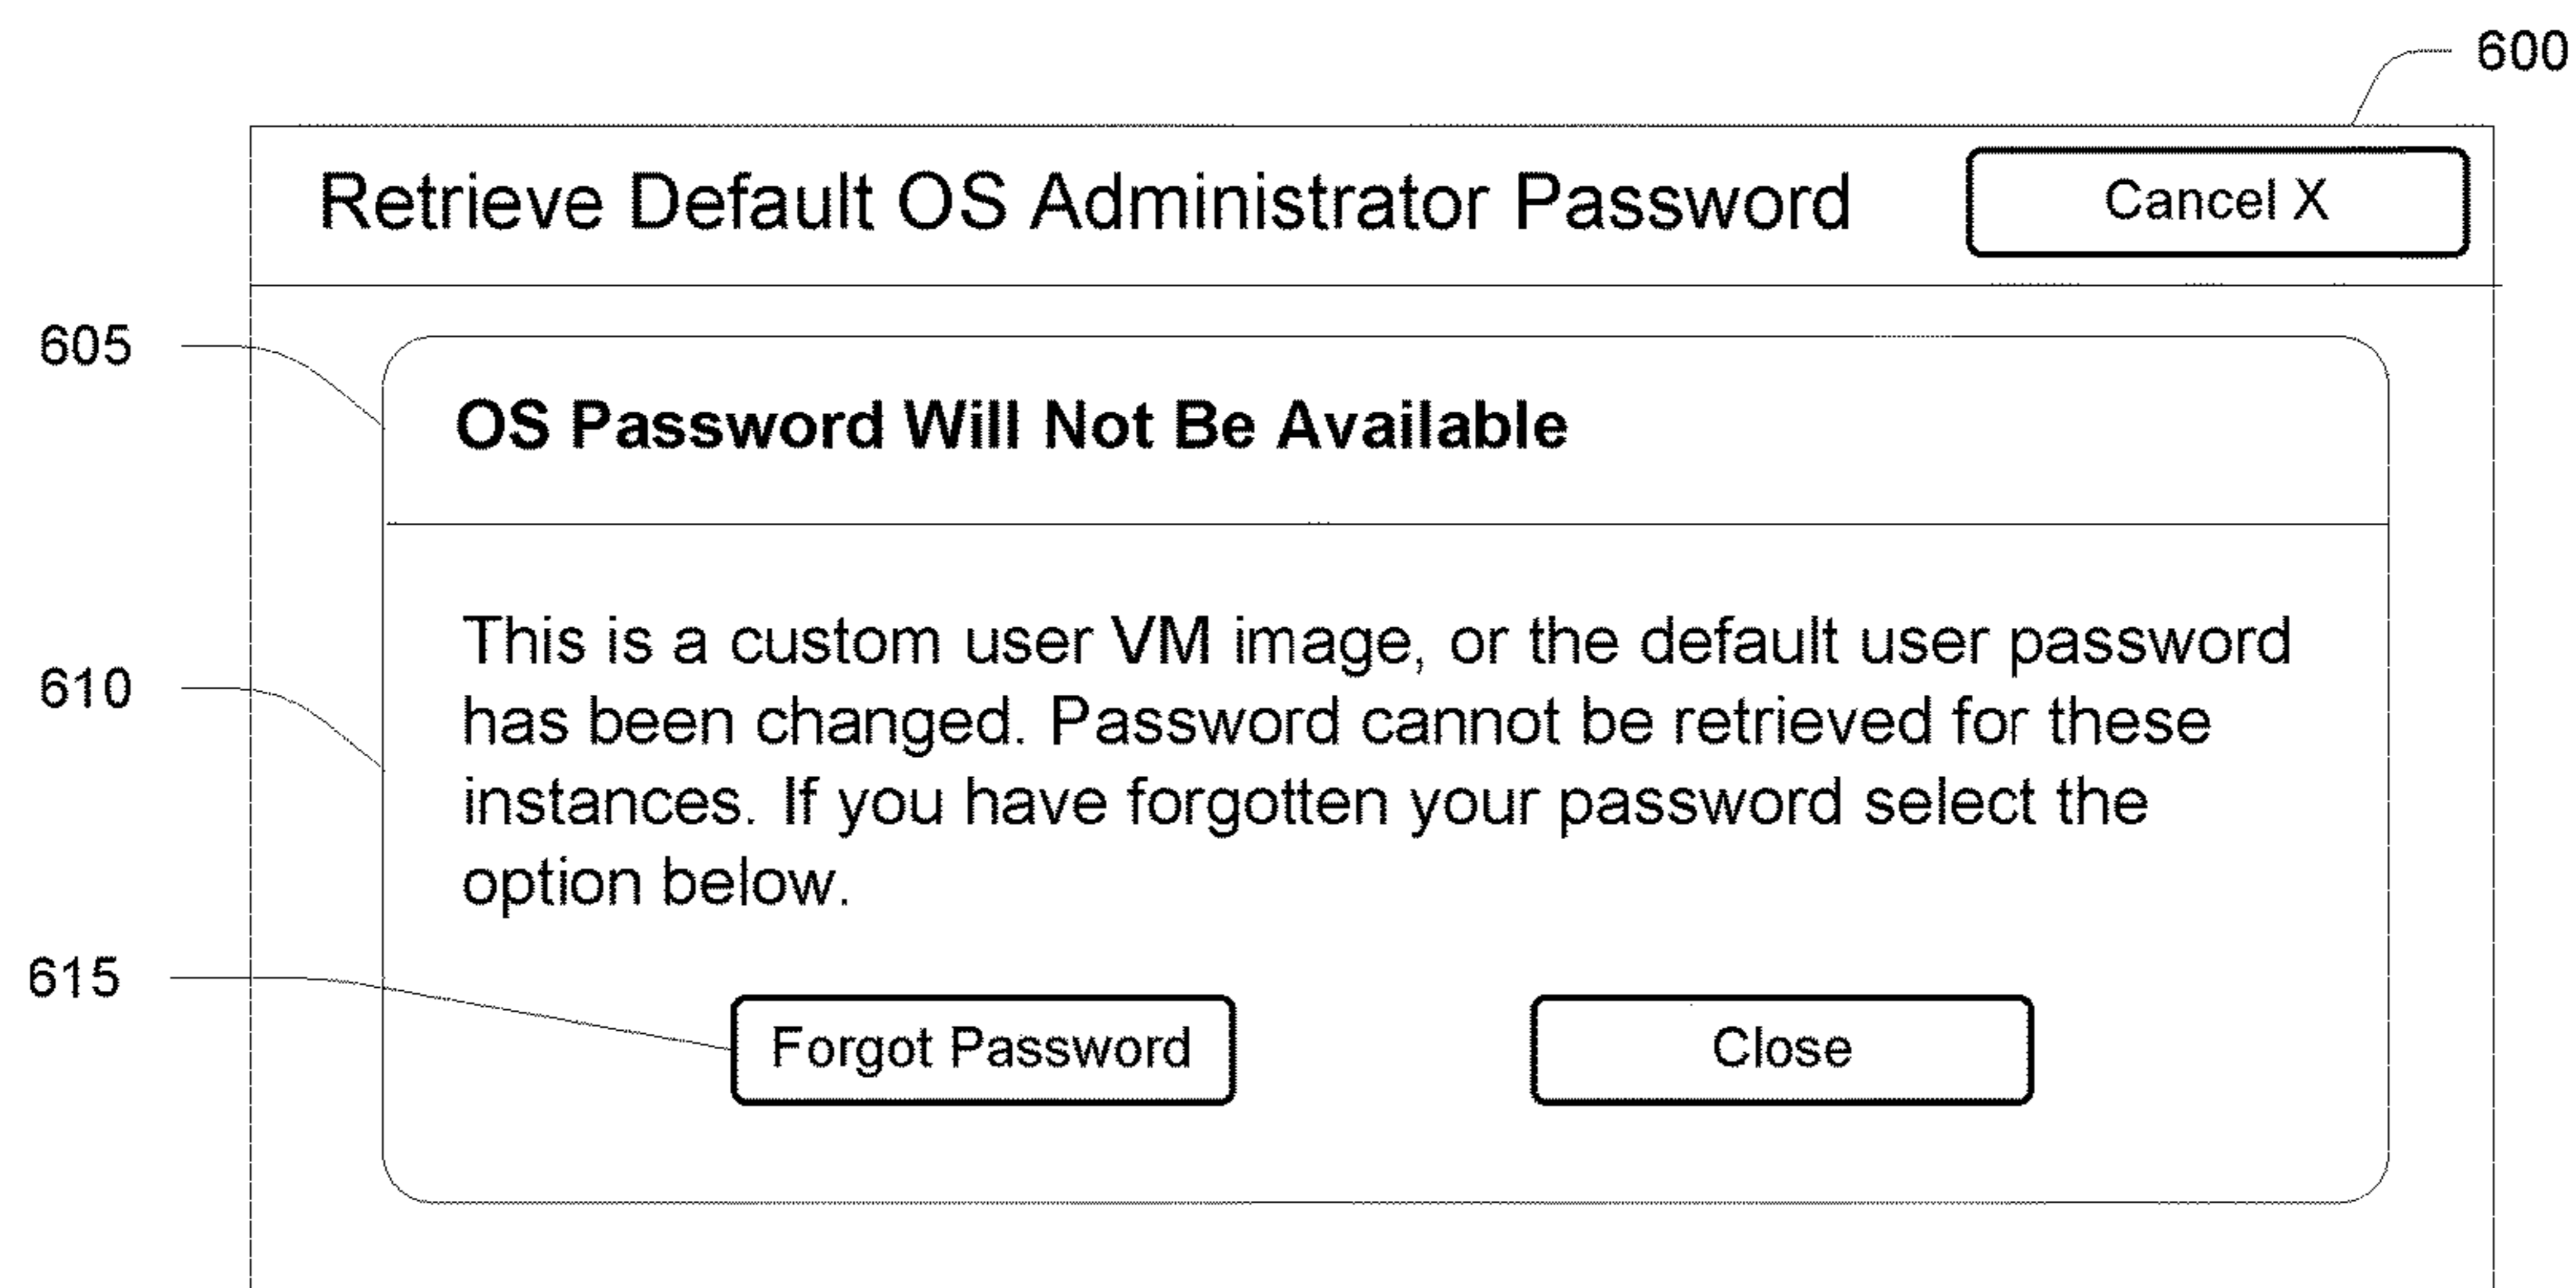 600
Retrieve Default OS Administrator Password
Cancel X
605
OS Password Will Not Be Available
610
This is a custom user VM image, or the default user password
has been changed. Password cannot be retrieved for these
instances. If you have forgotten your password select the
option below.
615
Forgot Password
Close